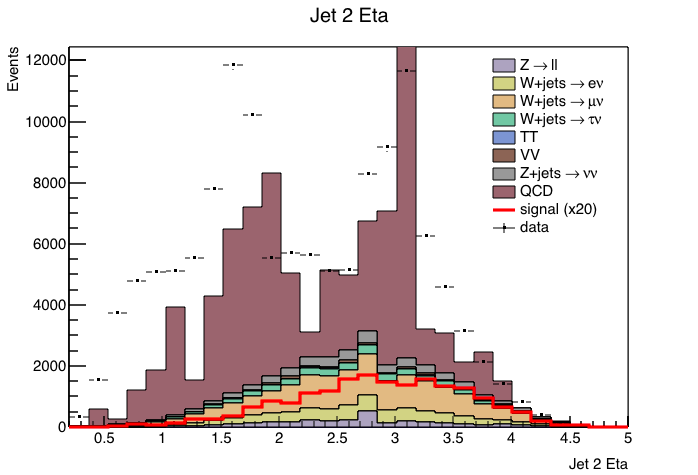 Jet 2 Eta
Events
12000
10000
8000
6000
4000
2000
0
Z → ll
W+jets → eν
W+jets → μν
W+jets → τν
TT
VV
Z+jets → νν
QCD
signal (x20)
data
0.5 1 1.5 2 2.5 3 3.5 4 4.5 5
Jet 2 Eta